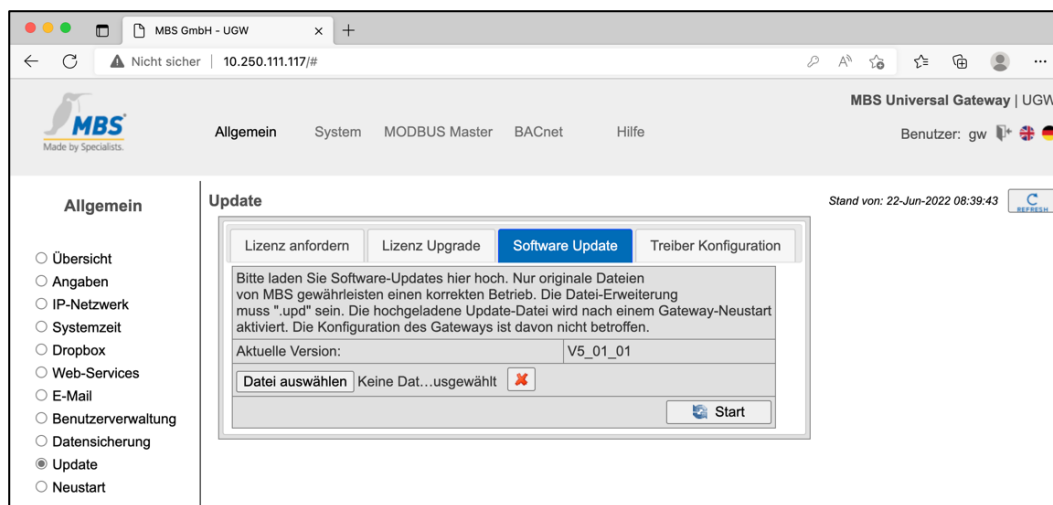 MBS GmbH - UGW
Nicht sicher | 10.250.111.117/#
MBS
Made by Specialists.
Allgemein System MODBUS Master BACnet Hilfe
MBS Universal Gateway | UGW
Benutzer: gw
Allgemein
Übersicht
Angaben
IP-Netzwerk
Systemzeit
Dropbox
Web-Services
E-Mail
Benutzerverwaltung
Datensicherung
Update
Neustart
Update
Stand von: 22-Jun-2022 08:39:43
REFRESH
Lizenz anfordern Lizenz Upgrade Software Update Treiber Konfiguration
Bitte laden Sie Software-Updates hier hoch. Nur originale Dateien
von MBS gewährleisten einen korrekten Betrieb. Die Datei-Erweiterung
muss ".upd" sein. Die hochgeladene Update-Datei wird nach einem Gateway-Neustart
aktiviert. Die Konfiguration des Gateways ist davon nicht betroffen.
Aktuelle Version: V5_01_01
Datei auswählen Keine Dat...usgewählt
Start